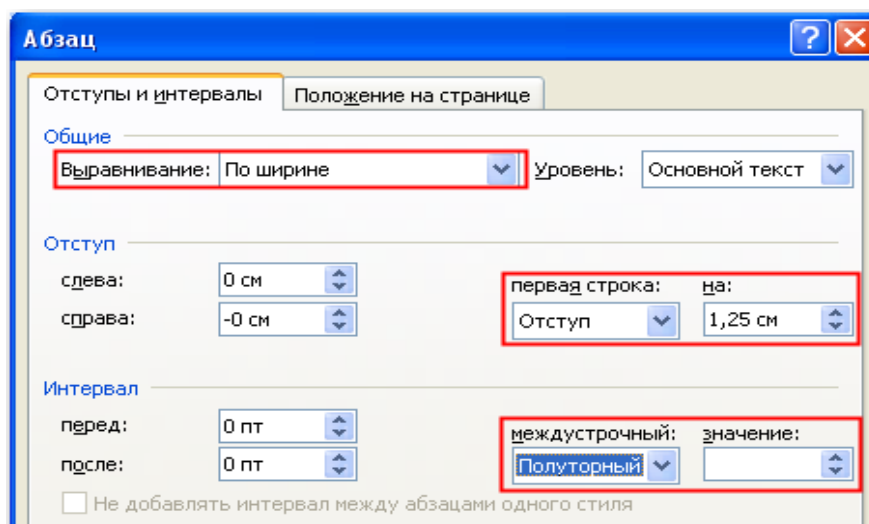 Абзац
Отступы и интервалы Положение на странице
Общие
Выравнивание: По ширине Уровень: Основной текст
Отступ
слева: 0 см первая строка: на:
справа: -0 см Отступ 1,25 см
Интервал
перед: 0 пт междустрочный: значение:
после: 0 пт Полуторный
Не добавлять интервал между абзацами одного стиля